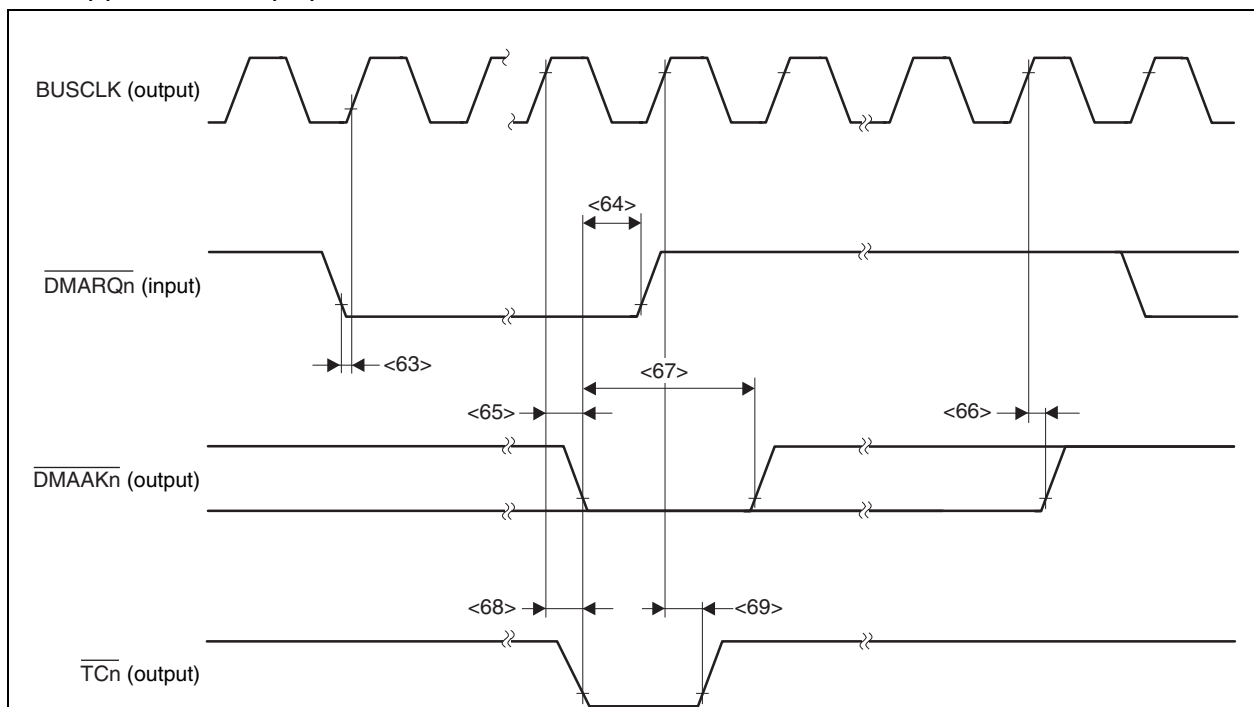 BUSCLK (output)
<64>
DMARQn (input)
<63>
<67>
<65>
<66>
DMAAKn (output)
<68>
<69>
TCn (output)